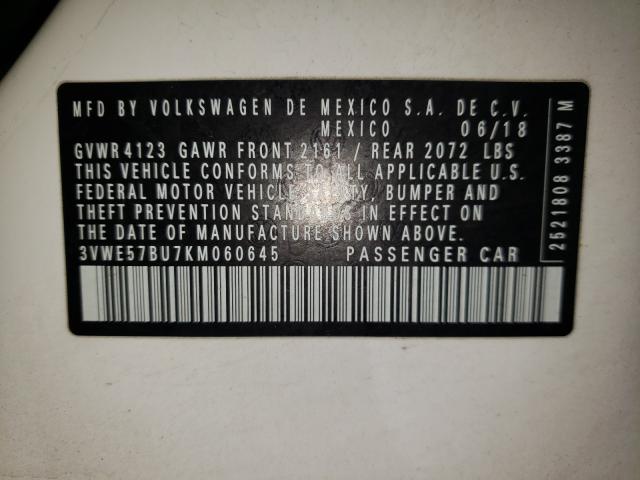 MFD BY VOLKSWAGEN DE MEXICO S.A. DE C.V.
MEXICO 06/18
GVWR 4123 GAWR FRONT 2161 / REAR 2072 LBS
THIS VEHICLE CONFORMS TO ALL APPLICABLE U.S.
FEDERAL MOTOR VEHICLE SAFETY, BUMPER AND
THEFT PREVENTION STANDARDS IN EFFECT ON
THE DATE OF MANUFACTURE SHOWN ABOVE.
3VWE57BU7KM060645 PASSENGER CAR
2521808 3387 M